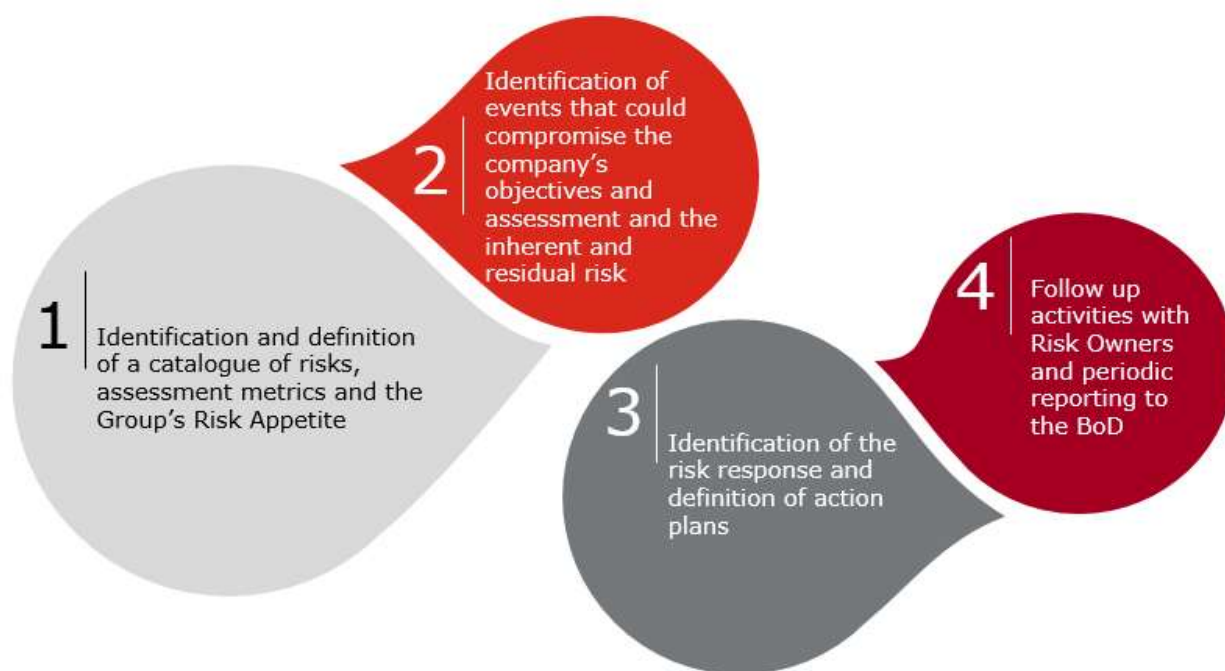 1
Identification and definition
of a catalogue of risks,
assessment metrics and the
Group's Risk Appetite
2
Identification of
events that could
compromise the
company's
objectives and
assessment and the
inherent and
residual risk
3
Identification of the
risk response and
definition of action
plans
4
Follow up
activities with
Risk Owners
and periodic
reporting to
the BoD